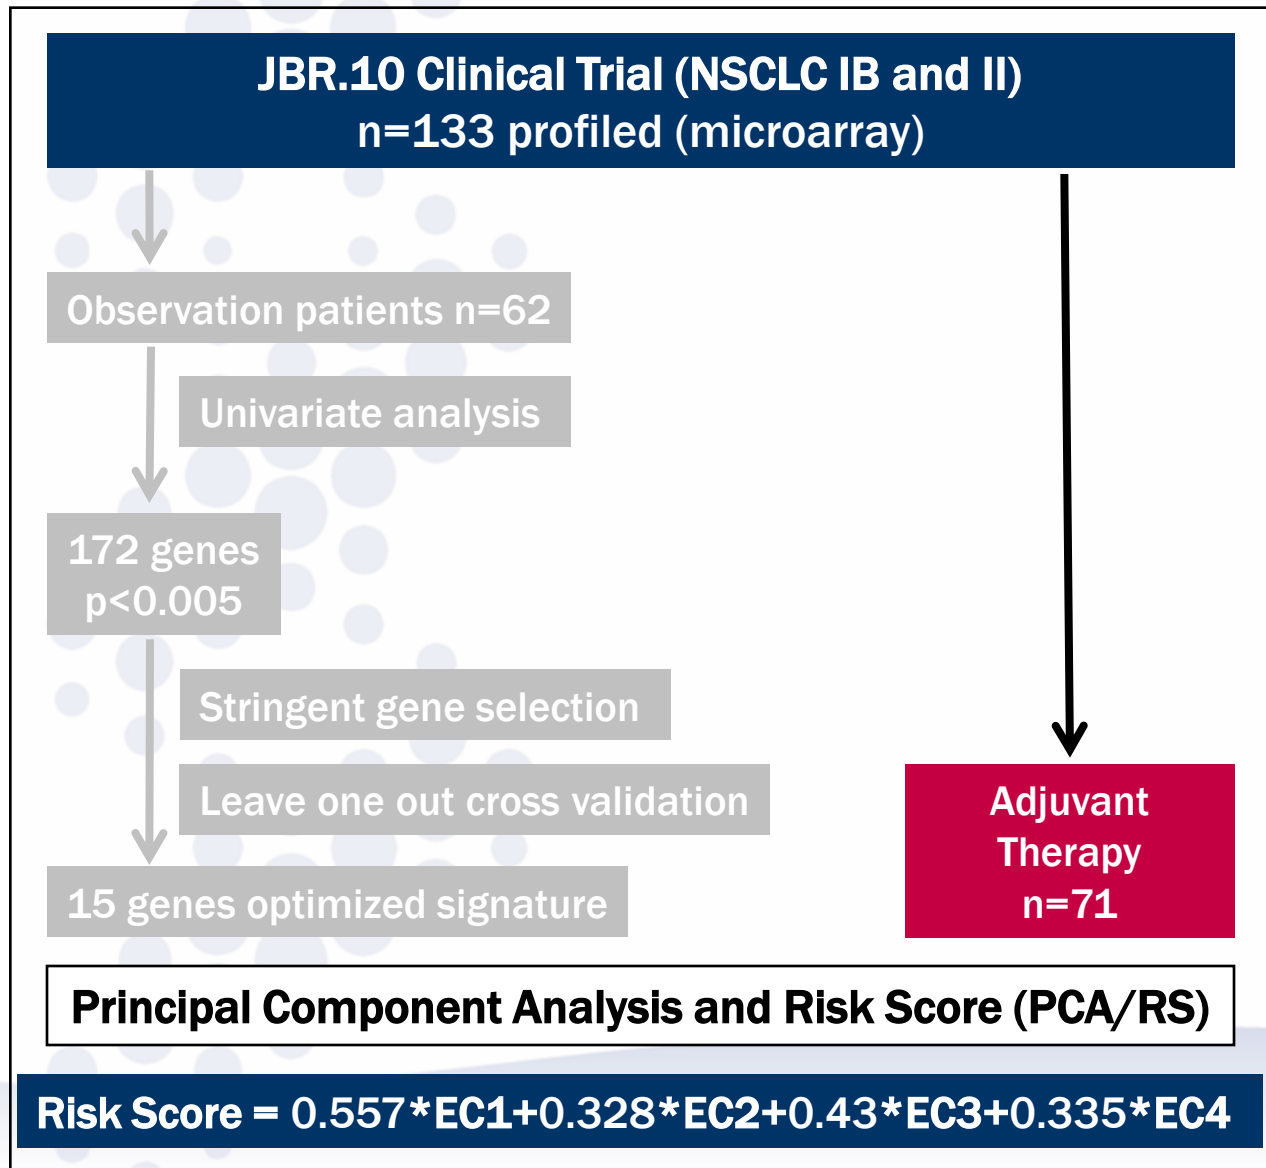 JBR.10 Clinical Trial (NSCLC IB and II)
n=133 profiled (microarray)
Observation patients n=62
Univariate analysis
172 genes
p<0.005
Stringent gene selection
Leave one out cross validation
15 genes optimized signature
Adjuvant
Therapy
n=71
Principal Component Analysis and Risk Score (PCA/RS)
Risk Score = 0.557*EC1+0.328*EC2+0.43*EC3+0.335*EC4